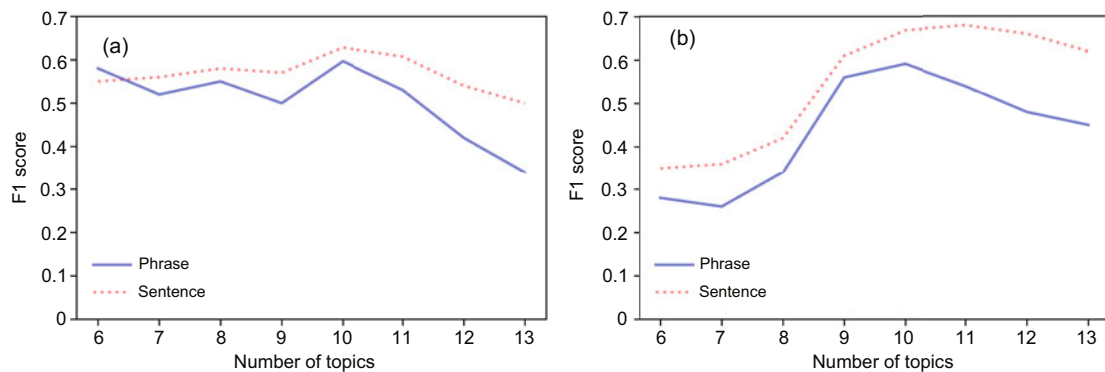 (a)
0.7
0.6
0.5
0.4
0.3
0.2
0.1
0
F1 score
Phrase
Sentence
6 7 8 9 10 11 12 13
Number of topics
(b)
0.7
0.6
0.5
0.4
0.3
0.2
0.1
0
F1 score
Phrase
Sentence
6 7 8 9 10 11 12 13
Number of topics